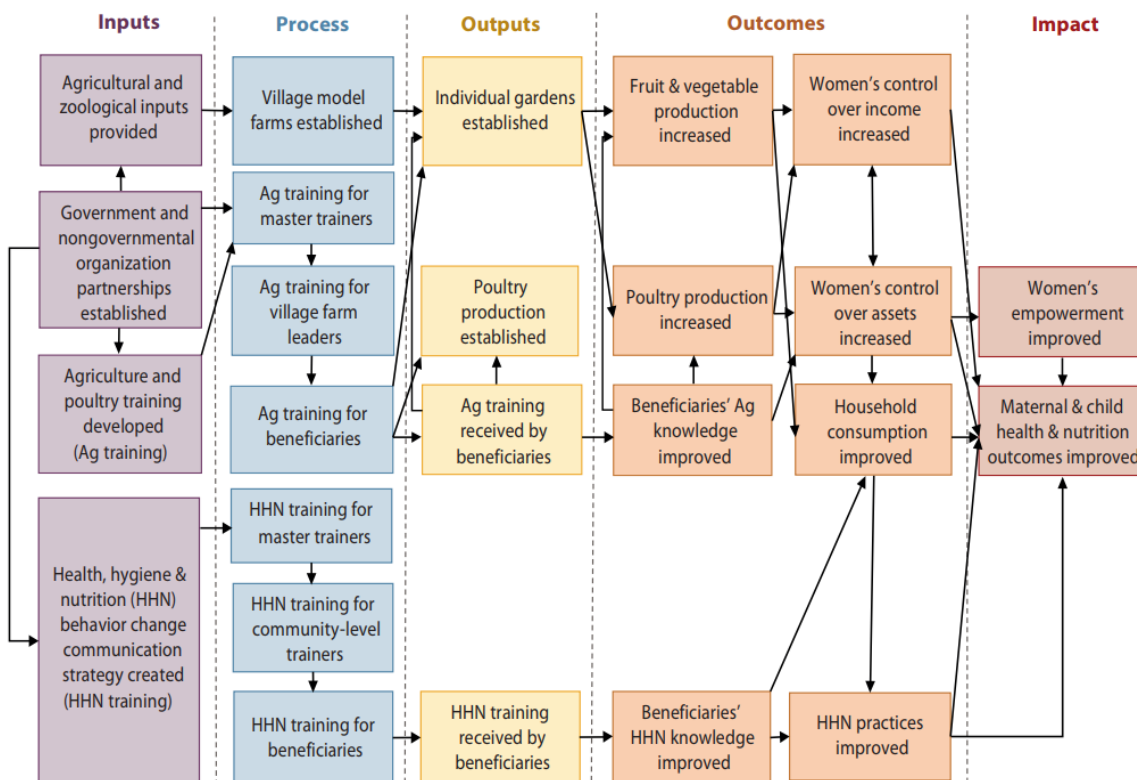 Inputs
Process
Outputs
Outcomes
Impact
Agricultural and
zoological inputs
provided
Government and
nongovernmental
organization
partnerships
established
Agriculture and
poultry training
developed
(Ag training)
Health, hygiene &
nutrition (HHN)
behavior change
communication
strategy created
(HHN training)
Village model
farms established
Ag training for
master trainers
Ag training for
village farm
leaders
Ag training for
beneficiaries
HHN training for
master trainers
HHN training for
community-level
trainers
HHN training for
beneficiaries
Individual gardens
established
Poultry
production
established
Ag training
received by
beneficiaries
HHN training
received by
beneficiaries
Fruit & vegetable
production
increased
Poultry production
increased
Beneficiaries’ Ag
knowledge
improved
Beneficiaries’
HHN knowledge
improved
Women’s control
over income
increased
Women’s control
over assets
increased
Household
consumption
improved
HHN practices
improved
Women’s
empowerment
improved
Maternal & child
health & nutrition
outcomes improved